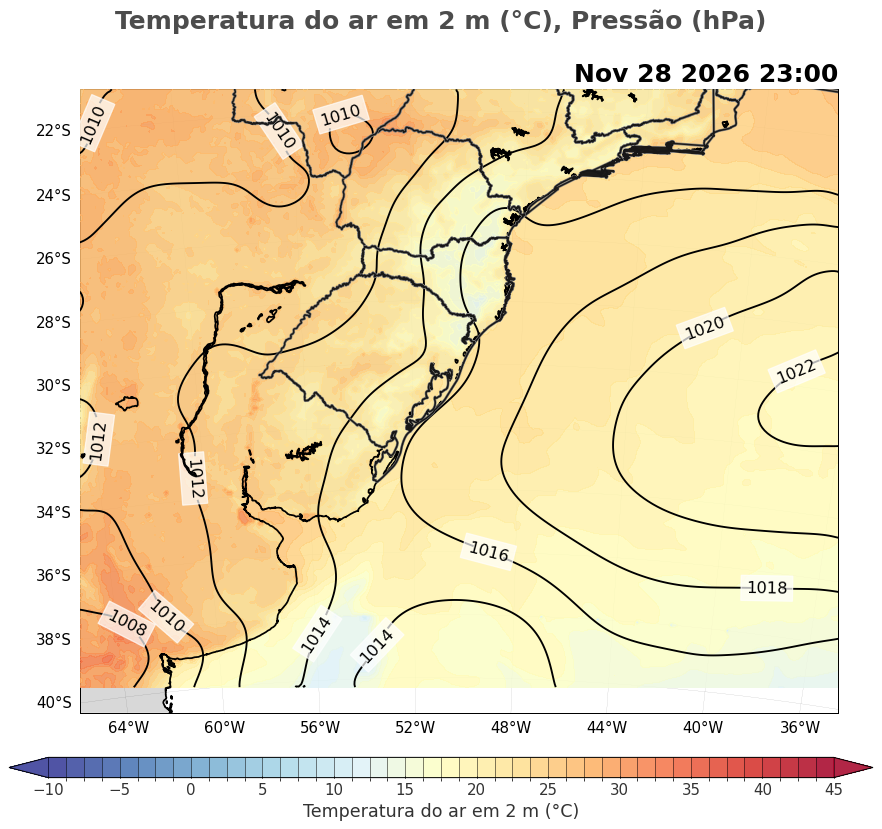 Temperatura do ar em 2 m (°C), Pressão (hPa)
Nov 28 2026 23:00
1010
1010
1010
1020
1022
1012
1012
1016
1018
1010
1008
1014
1014
22°S
24°S
26°S
28°S
30°S
32°S
34°S
36°S
38°S
40°S
64°W 60°W 56°W 52°W 48°W 44°W 40°W 36°W
−10 −5 0 5 10 15 20 25 30 35 40 45
Temperatura do ar em 2 m (°C)